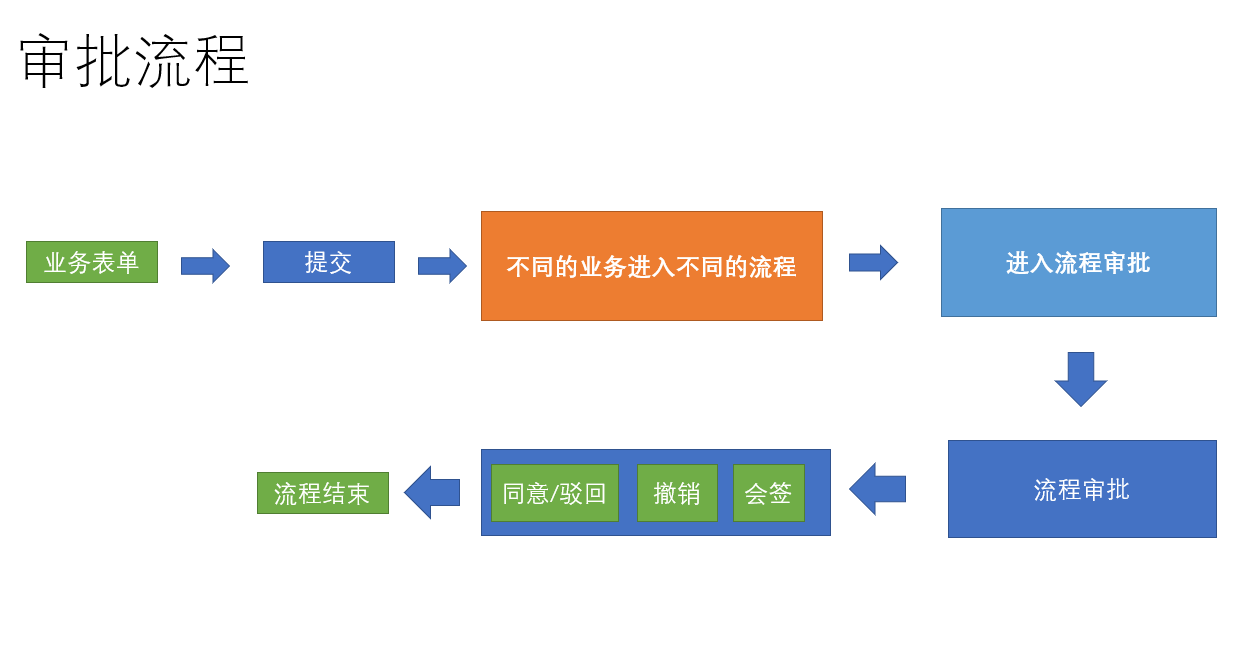 审批流程
业务表单
提交
不同的业务进入不同的流程
进入流程审批
流程审批
同意/驳回
撤销
会签
流程结束